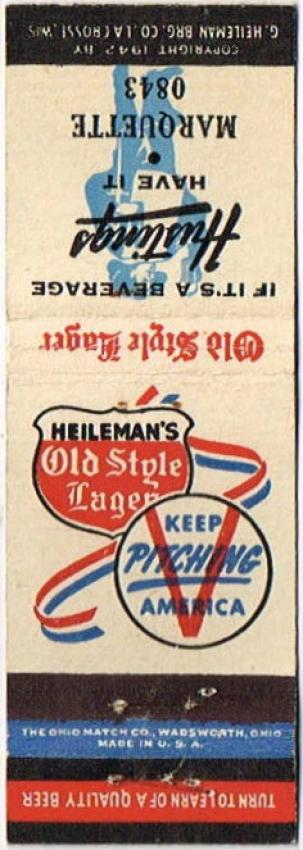 G. HEILEMAN BRG. CO. LA CROSSE, WIS.
COPYRIGHT 1942 BY
0843
MARQUETTE
•
HAVE IT
Hustings
IF IT'S A BEVERAGE
Old Style Lager
HEILEMAN'S
Old Style
Lager
KEEP
PITCHING
AMERICA
THE OHIO MATCH CO., WADSWORTH, OHIO
MADE IN U. S. A.
TURN TO LEARN OF A QUALITY BEER